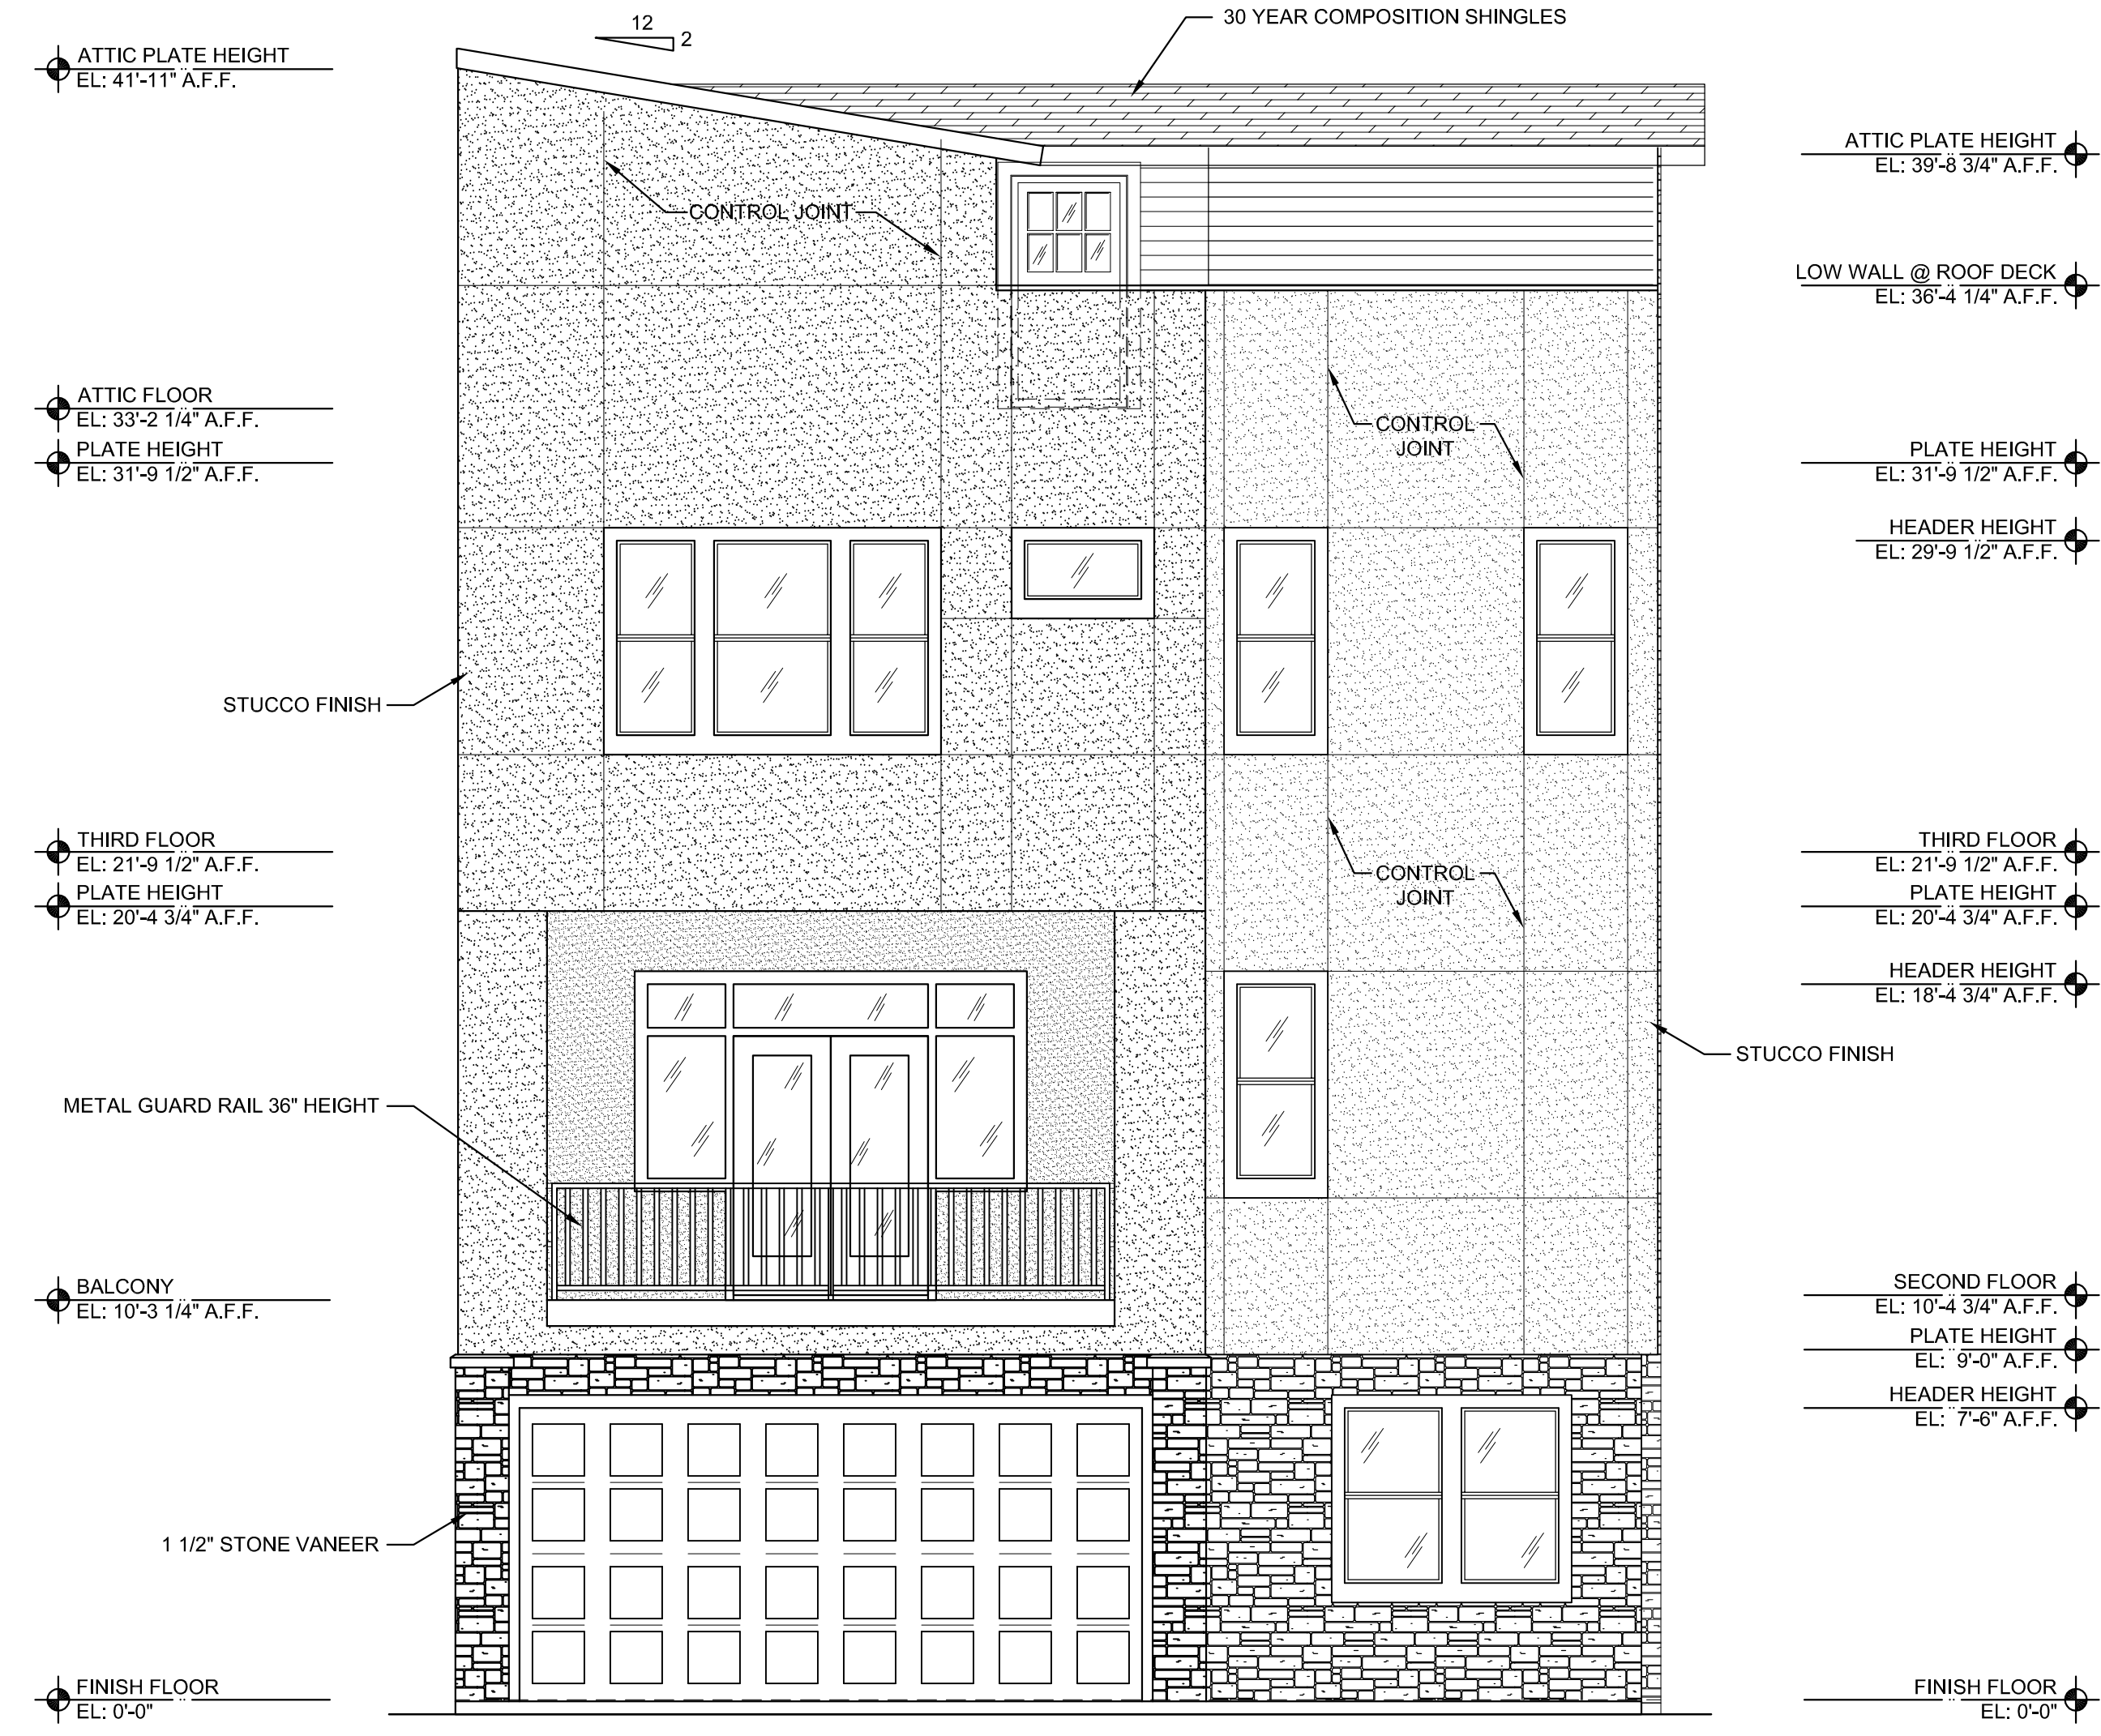 12
2
30 YEAR COMPOSITION SHINGLES
ATTIC PLATE HEIGHT
EL: 41'-11" A.F.F.
ATTIC PLATE HEIGHT
EL: 39'-8 3/4" A.F.F.
CONTROL JOINT
LOW WALL @ ROOF DECK
EL: 36'-4 1/4" A.F.F.
ATTIC FLOOR
EL: 33'-2 1/4" A.F.F.
CONTROL
JOINT
PLATE HEIGHT
EL: 31'-9 1/2" A.F.F.
PLATE HEIGHT
EL: 31'-9 1/2" A.F.F.
HEADER HEIGHT
EL: 29'-9 1/2" A.F.F.
STUCCO FINISH
THIRD FLOOR
EL: 21'-9 1/2" A.F.F.
THIRD FLOOR
EL: 21'-9 1/2" A.F.F.
CONTROL
JOINT
PLATE HEIGHT
EL: 20'-4 3/4" A.F.F.
PLATE HEIGHT
EL: 20'-4 3/4" A.F.F.
HEADER HEIGHT
EL: 18'-4 3/4" A.F.F.
STUCCO FINISH
METAL GUARD RAIL 36" HEIGHT
BALCONY
EL: 10'-3 1/4" A.F.F.
SECOND FLOOR
EL: 10'-4 3/4" A.F.F.
PLATE HEIGHT
EL: 9'-0" A.F.F.
HEADER HEIGHT
EL: 7'-6" A.F.F.
1 1/2" STONE VANEER
FINISH FLOOR
EL: 0'-0"
FINISH FLOOR
EL: 0'-0"